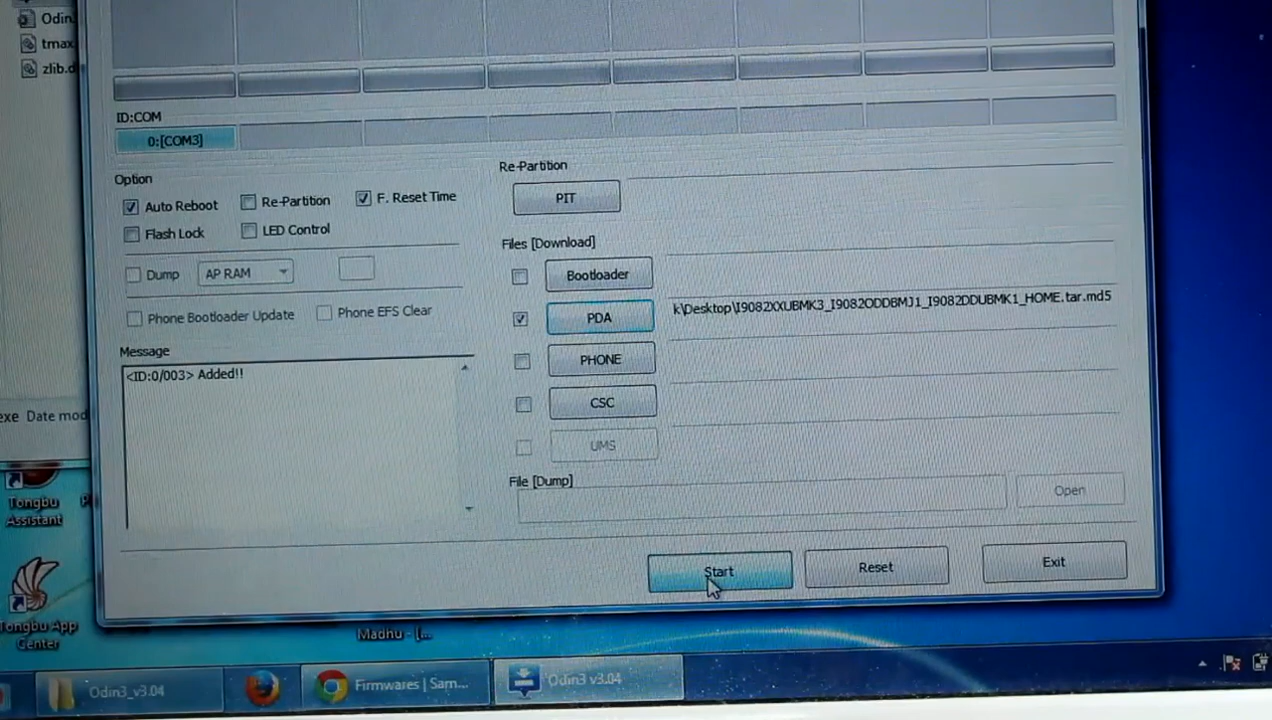 Odin
tmax
zlib.d
ID:COM
0:[COM3]
Option
Auto Reboot
Re-Partition
F. Reset Time
Flash Lock
LED Control
Dump
AP RAM
Phone Bootloader Update
Phone EFS Clear
Message
<ID:0/003> Added!!
Re-Partition
PIT
Files [Download]
Bootloader
PDA
k\Desktop\I9082XXUBMK3_I9082ODDBMJ1_I9082DDUBMK1_HOME.tar.md5
PHONE
CSC
UMS
File [Dump]
Open
Start
Reset
Exit
exe Date mod
Tongbu
Assistant
Tongbu App
Center
Madhu - [...
Odin3_v3.04
Firmwares | Sam...
Odin3 v3.04